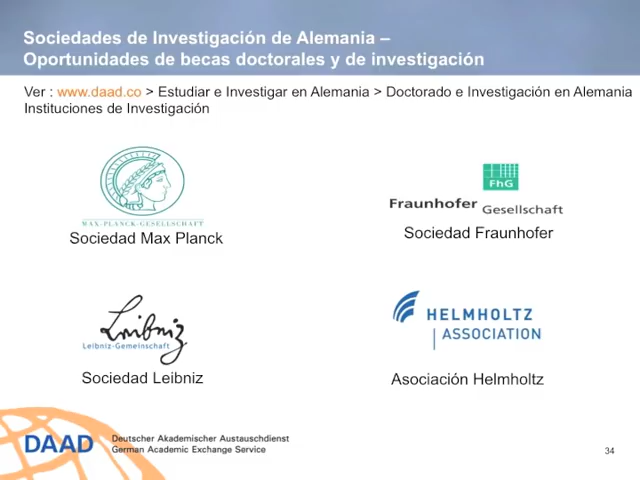 Sociedades de Investigación de Alemania –
Oportunidades de becas doctorales y de investigación
Ver : www.daad.co > Estudiar e Investigar en Alemania > Doctorado e Investigación en Alemania
Instituciones de Investigación
MAX-PLANCK-GESELLSCHAFT
Sociedad Max Planck
FhG
Fraunhofer Gesellschaft
Sociedad Fraunhofer
Leibniz
Leibniz-Gemeinschaft
Sociedad Leibniz
HELMHOLTZ
ASSOCIATION
Asociación Helmholtz
DAAD
Deutscher Akademischer Austauschdienst
German Academic Exchange Service
34